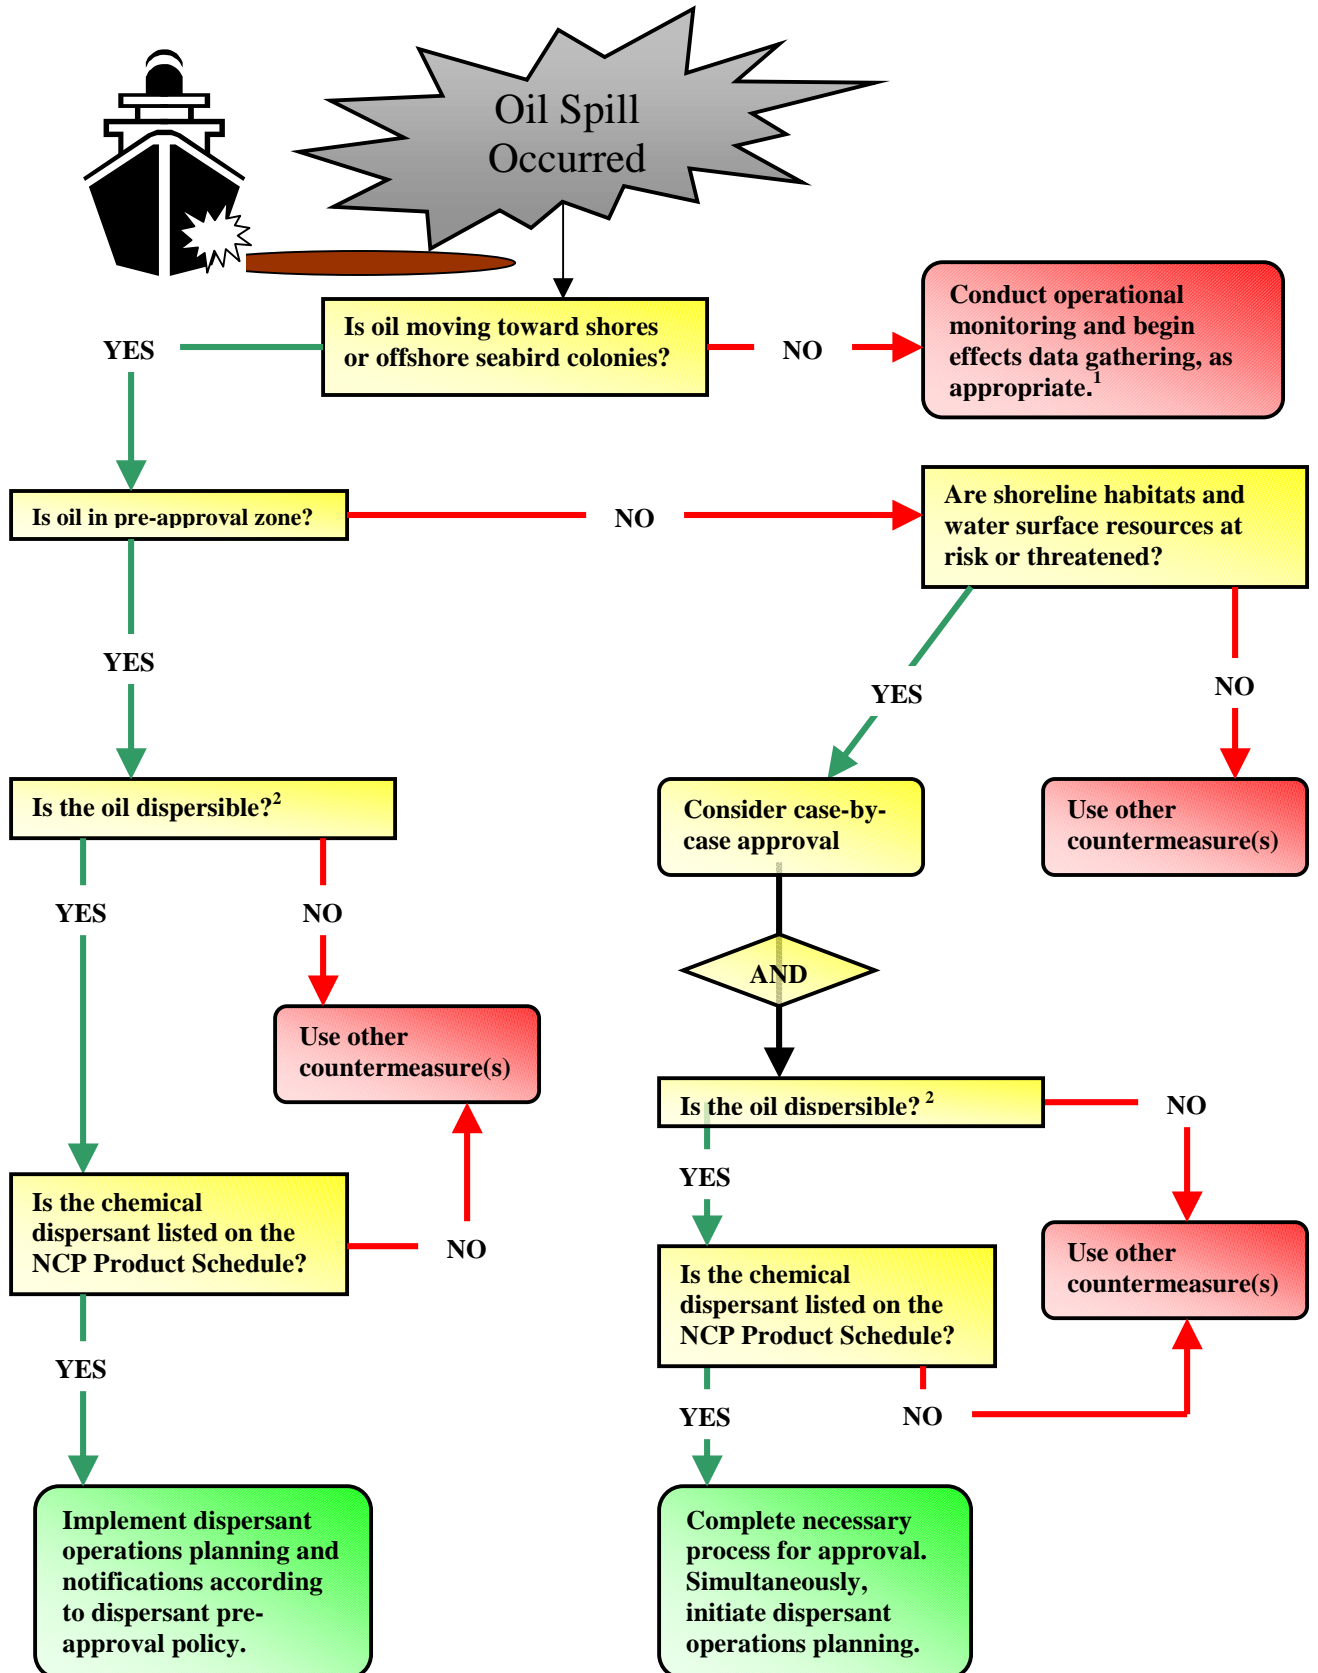 Oil Spill
Occurred
Is oil moving toward shores
or offshore seabird colonies?
YES
NO
Conduct operational
monitoring and begin
effects data gathering, as
appropriate.1
Is oil in pre-approval zone?
NO
Are shoreline habitats and
water surface resources at
risk or threatened?
YES
YES
NO
Is the oil dispersible?2
Consider case-by-
case approval
Use other
countermeasure(s)
YES
NO
AND
Use other
countermeasure(s)
Is the oil dispersible? 2
NO
YES
Is the chemical
dispersant listed on the
NCP Product Schedule?
NO
Use other
countermeasure(s)
Is the chemical
dispersant listed on the
NCP Product Schedule?
YES
YES
NO
Implement dispersant
operations planning and
notifications according
to dispersant pre-
approval policy.
Complete necessary
process for approval.
Simultaneously,
initiate dispersant
operations planning.